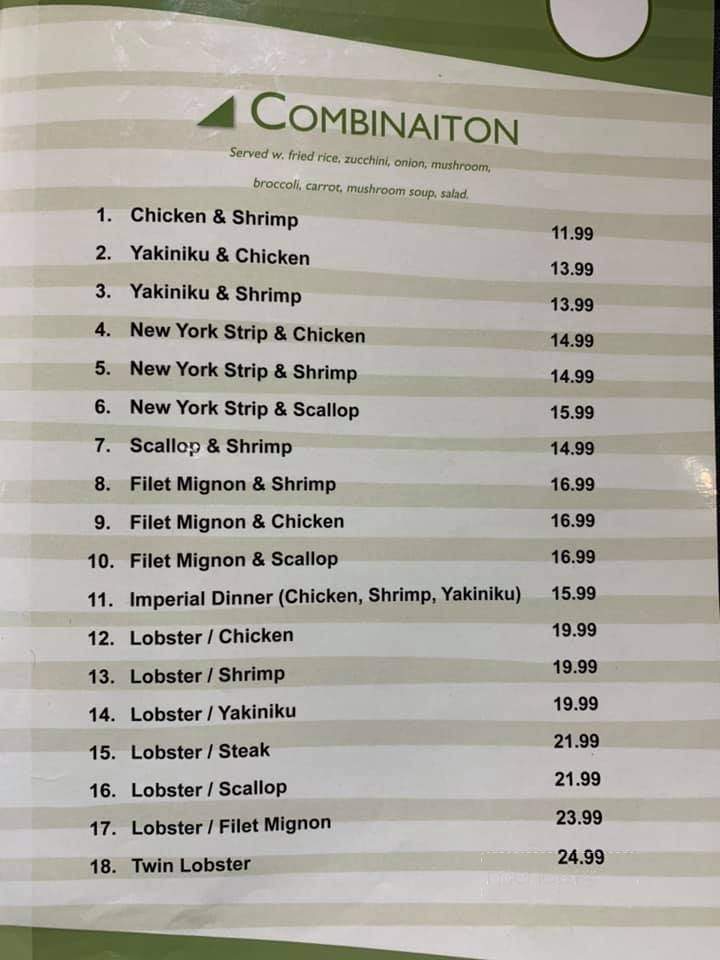 COMBINAITON
Served w. fried rice, zucchini, onion, mushroom,
broccoli, carrot, mushroom soup, salad.
1. Chicken & Shrimp 11.99
2. Yakiniku & Chicken 13.99
3. Yakiniku & Shrimp 13.99
4. New York Strip & Chicken 14.99
5. New York Strip & Shrimp 14.99
6. New York Strip & Scallop 15.99
7. Scallop & Shrimp 14.99
8. Filet Mignon & Shrimp 16.99
9. Filet Mignon & Chicken 16.99
10. Filet Mignon & Scallop 16.99
11. Imperial Dinner (Chicken, Shrimp, Yakiniku) 15.99
12. Lobster / Chicken 19.99
13. Lobster / Shrimp 19.99
14. Lobster / Yakiniku 19.99
15. Lobster / Steak 21.99
16. Lobster / Scallop 21.99
17. Lobster / Filet Mignon 23.99
18. Twin Lobster 24.99